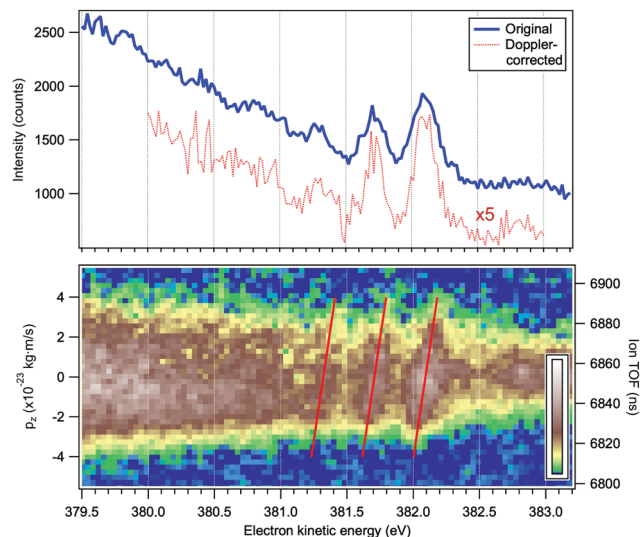 Original
Doppler-
corrected
2500
2000
1500
1000
Intensity (counts)
x5
4
2
0
-2
-4
p_z (x10^-23 kg·m/s)
6900
6880
6860
6840
6820
6800
Ion TOF
(ns)
379.5
380.0
380.5
381.0
381.5
382.0
382.5
383.0
Electron kinetic energy (eV)